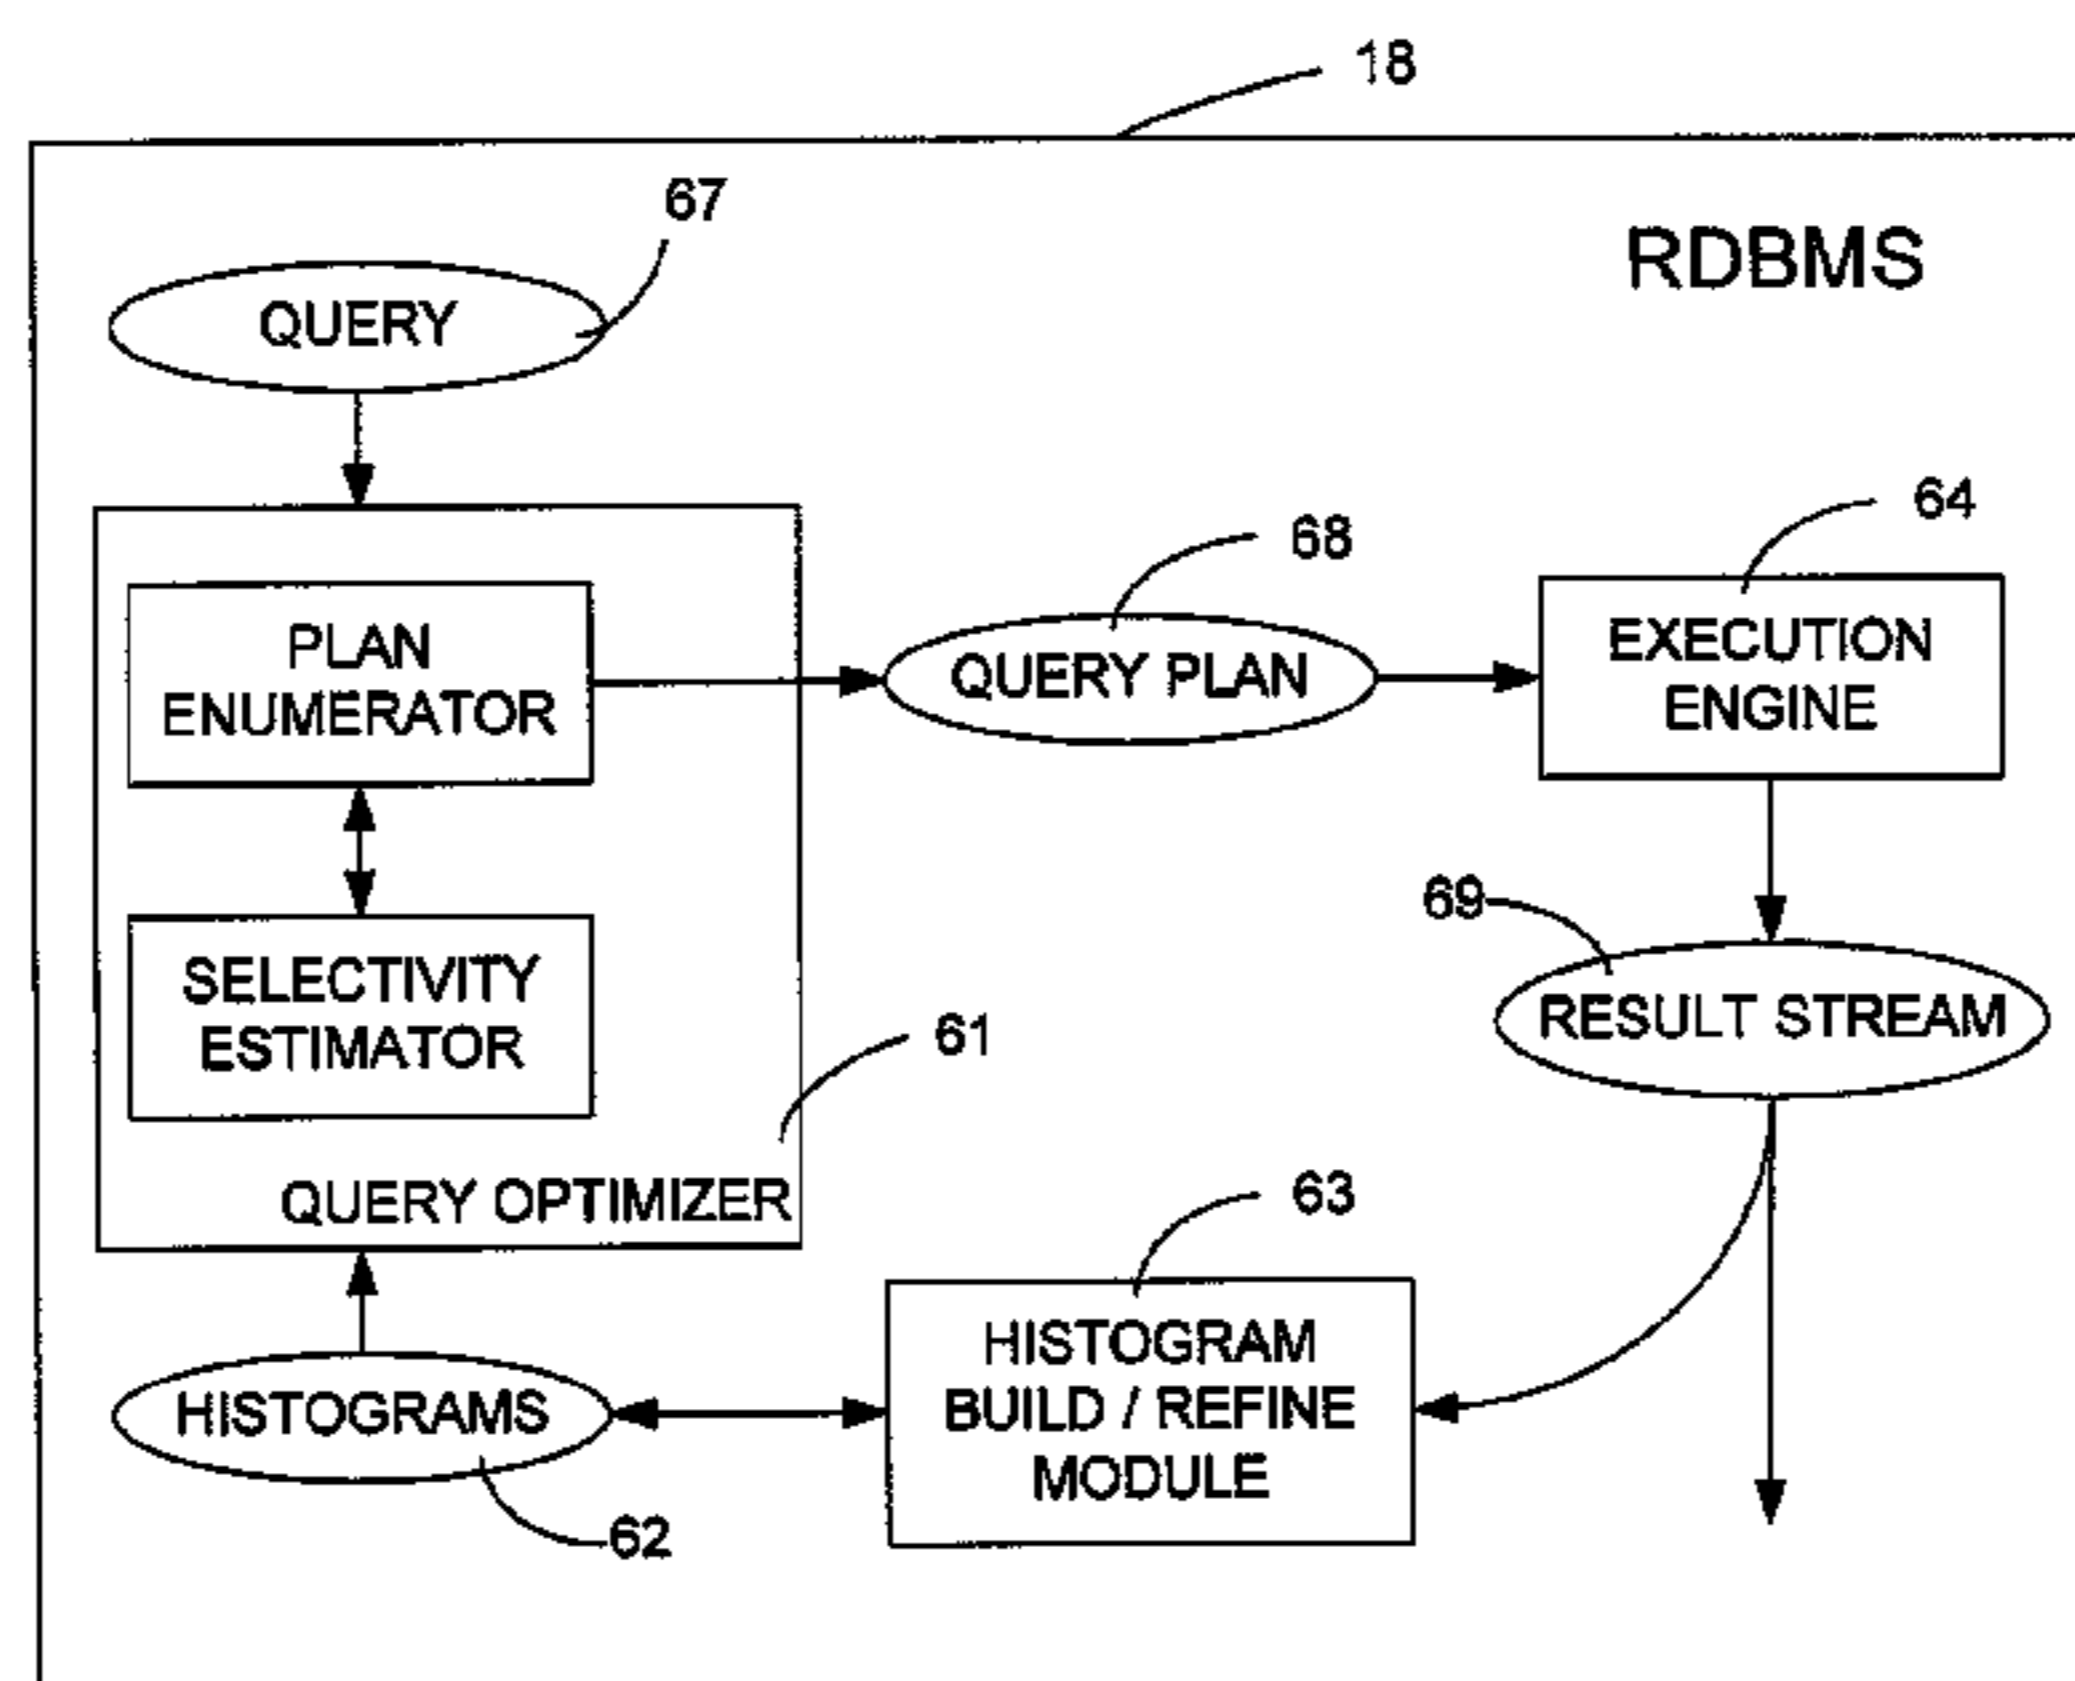 18
67
RDBMS
QUERY
64
68
PLAN
ENUMERATOR
QUERY PLAN
EXECUTION
ENGINE
69
SELECTIVITY
ESTIMATOR
RESULT STREAM
61
QUERY OPTIMIZER
63
HISTOGRAM
BUILD / REFINE
MODULE
HISTOGRAMS
62